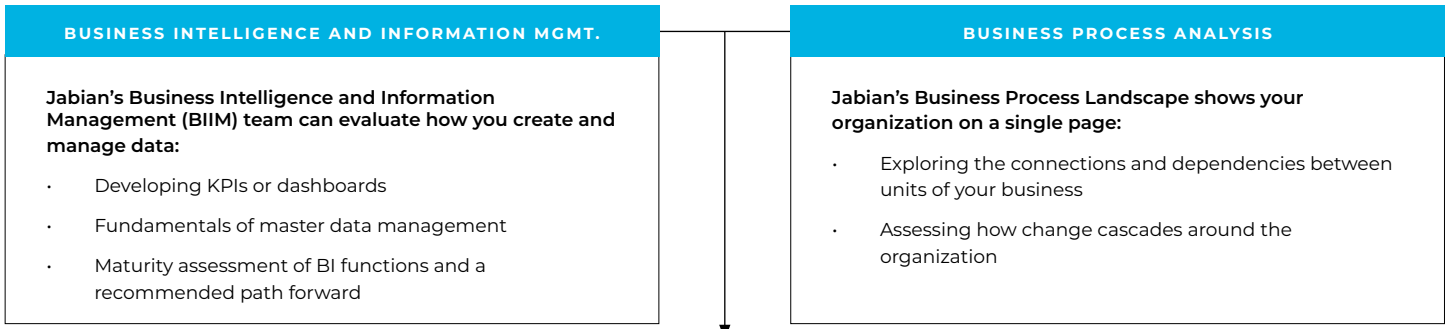 BUSINESS INTELLIGENCE AND INFORMATION MGMT.
Jabian's Business Intelligence and Information
Management (BIIM) team can evaluate how you create and
manage data:
• Developing KPIs or dashboards
• Fundamentals of master data management
• Maturity assessment of BI functions and a
recommended path forward
BUSINESS PROCESS ANALYSIS
Jabian's Business Process Landscape shows your
organization on a single page:
• Exploring the connections and dependencies between
units of your business
• Assessing how change cascades around the
organization